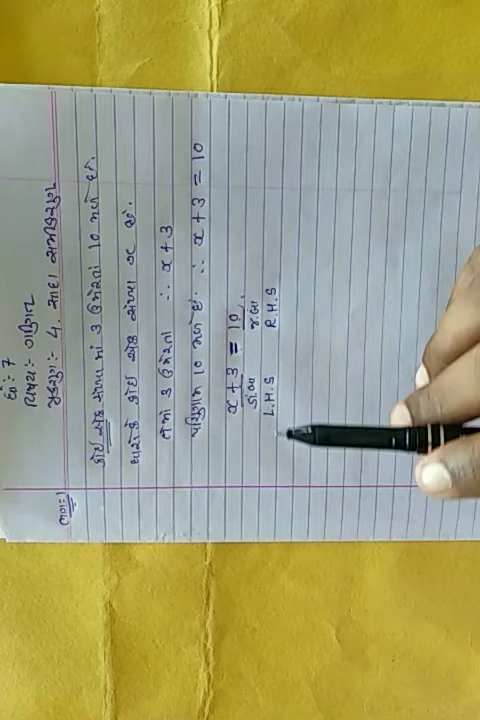 ધો:- 7
વિષય:- ગણિત
પ્રકરણ:- 4. સાદા સમીકરણ
ભાગ:-1
કોઈ એક સંખ્યા માં 3 ઉમેરતાં 10 મળે છે.
ધારોકે કોઈ એક સંખ્યા x છે.
તેમાં 3 ઉમેરતાં ∴ x + 3
પરિણામ 10 મળે છે. ∴ x + 3 = 10
x + 3 = 10.
ડા.બા જ.બા
L.H.S R.H.S